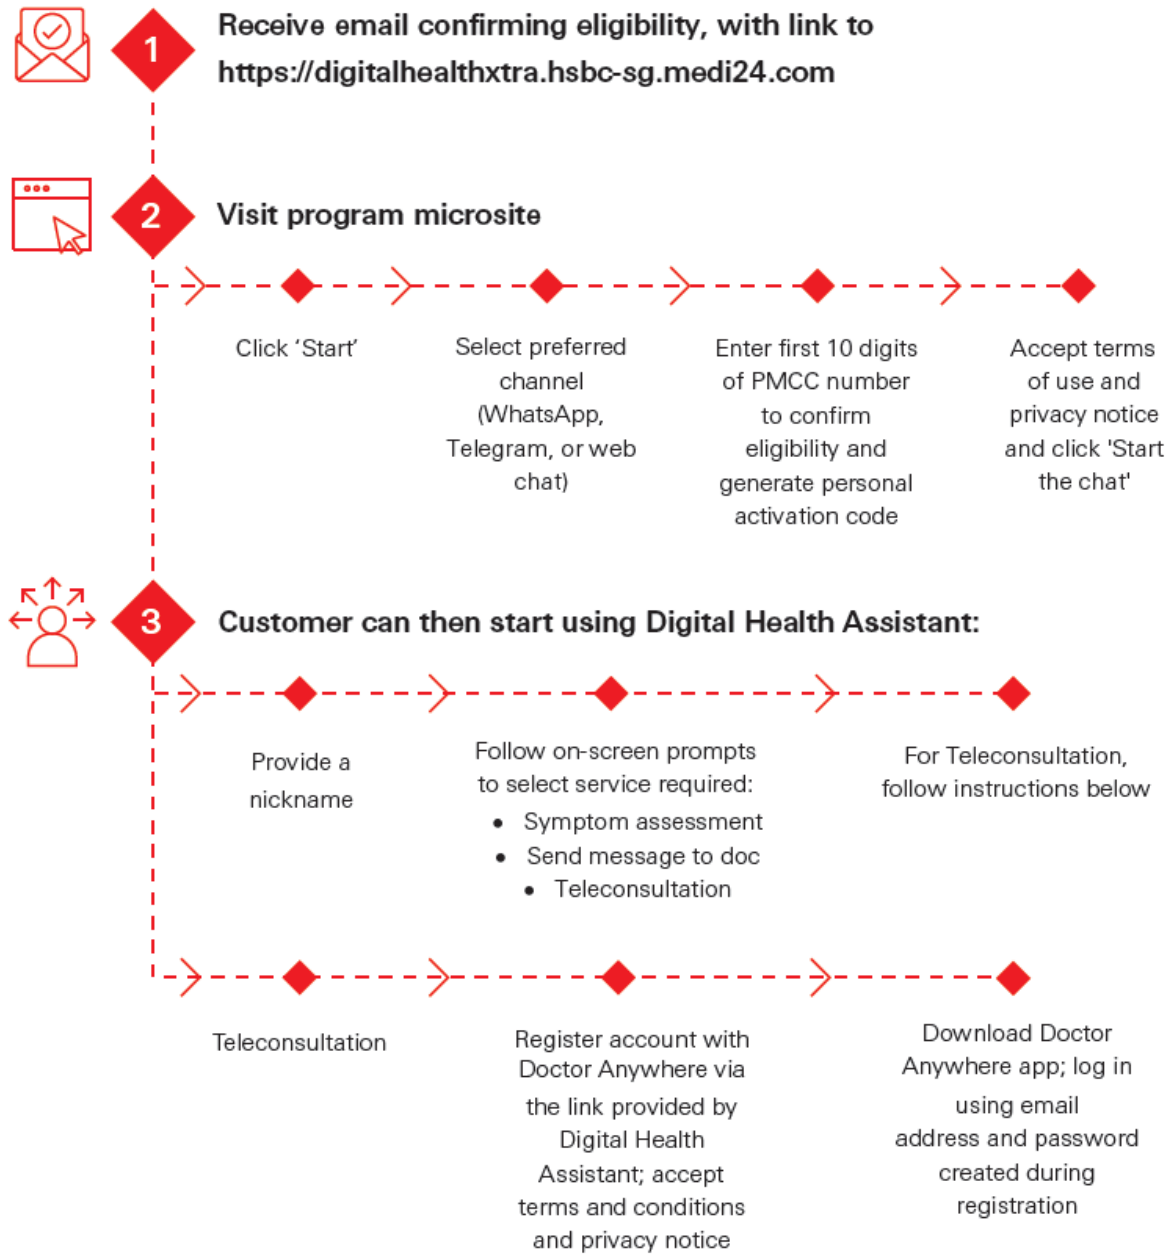 1
Receive email confirming eligibility, with link to
https://digitalhealthxtra.hsbc-sg.medi24.com
2
Visit program microsite
Click ‘Start’
Select preferred
channel
(WhatsApp,
Telegram, or web
chat)
Enter first 10 digits
of PMCC number
to confirm
eligibility and
generate personal
activation code
Accept terms
of use and
privacy notice
and click 'Start
the chat'
3
Customer can then start using Digital Health Assistant:
Provide a
nickname
Follow on-screen prompts
to select service required:
• Symptom assessment
• Send message to doc
• Teleconsultation
For Teleconsultation,
follow instructions below
Teleconsultation
Register account with
Doctor Anywhere via
the link provided by
Digital Health
Assistant; accept
terms and conditions
and privacy notice
Download Doctor
Anywhere app; log in
using email
address and password
created during
registration